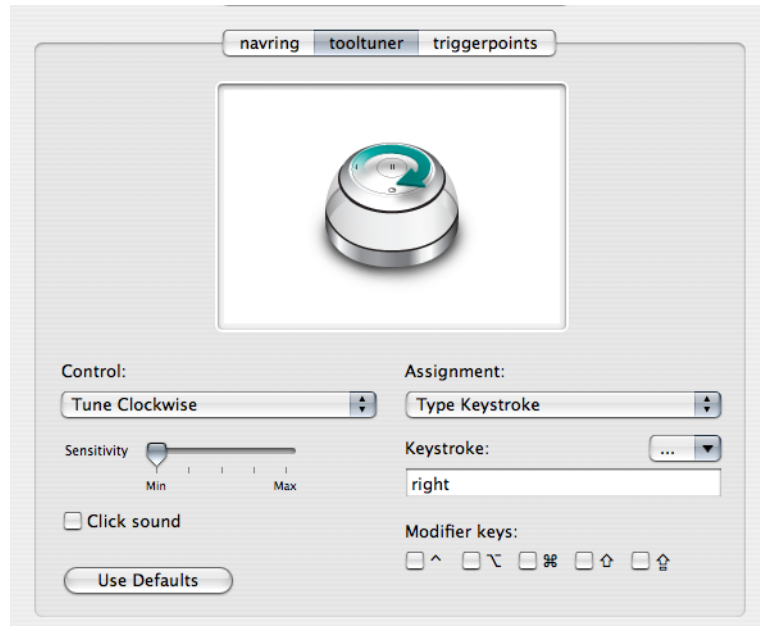 navring tooltuner triggerpoints
I II
Control:
Tune Clockwise
Sensitivity
Min Max
Click sound
Use Defaults
Assignment:
Type Keystroke
Keystroke: ...
right
Modifier keys:
^ ⌥ ⌘ ⇧ ⇪